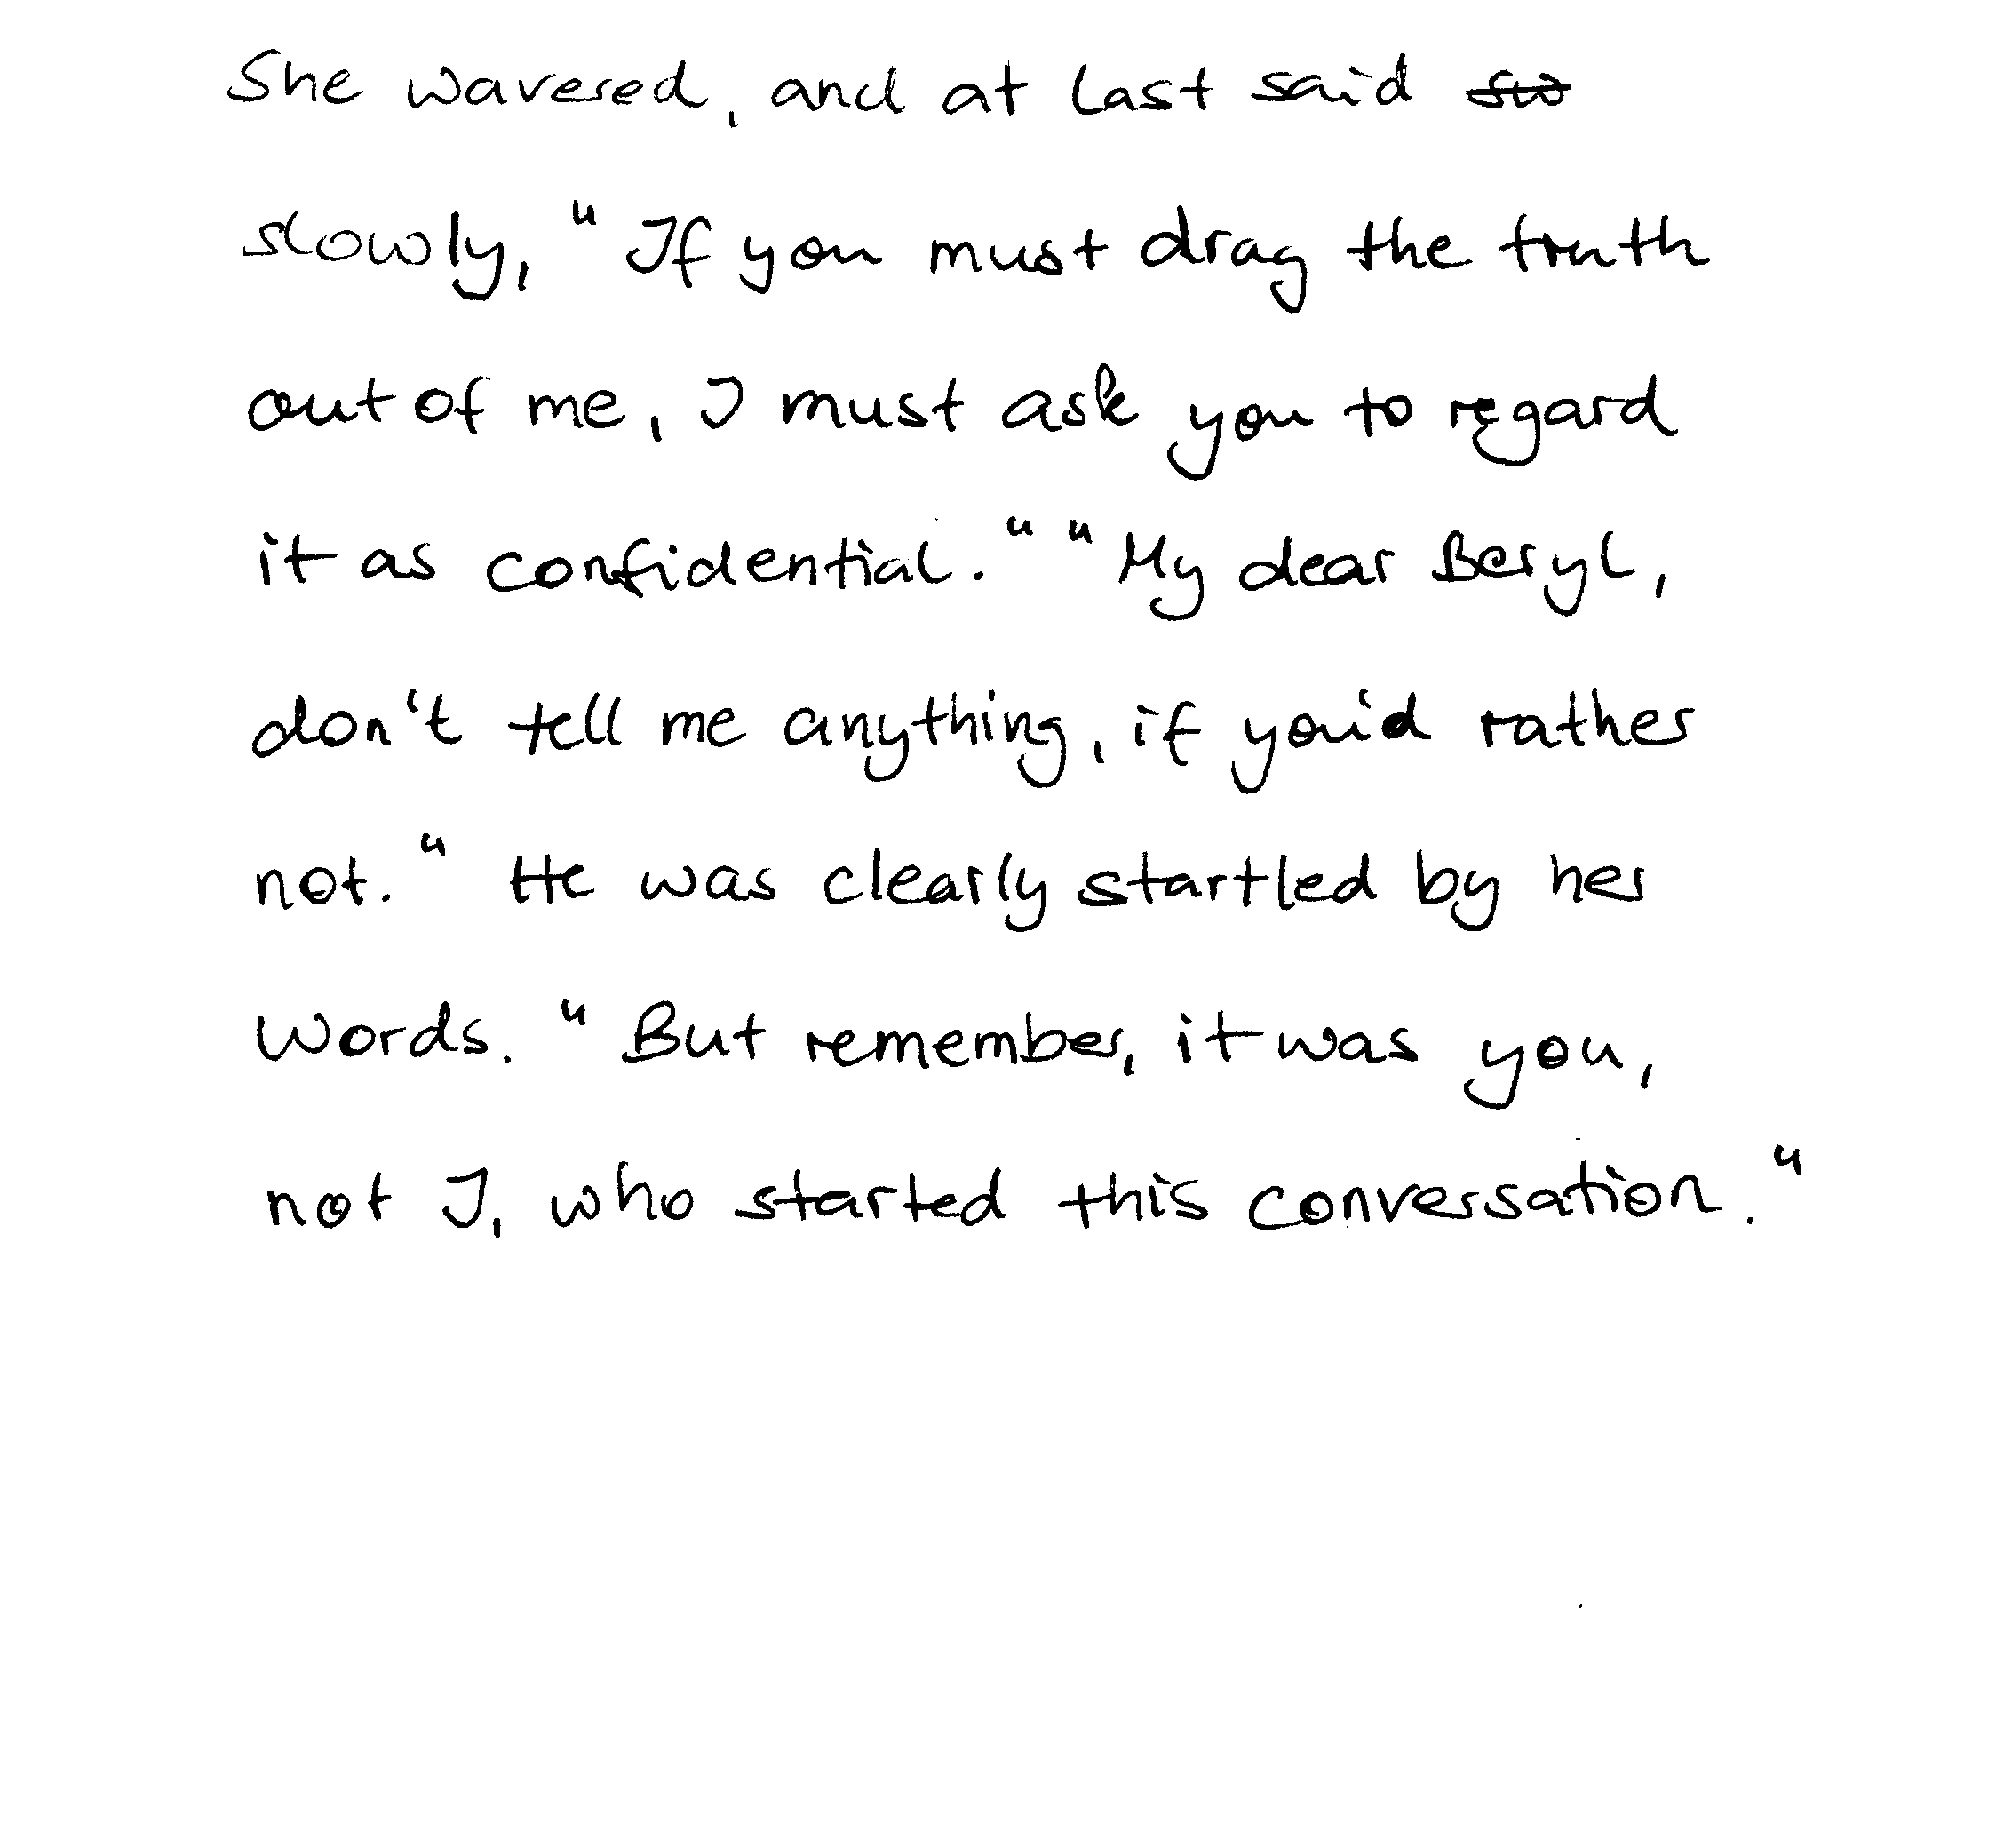 She wavered, and at last said
slowly, "If you must drag the truth
out of me, I must ask you to regard
it as confidential." "My dear Beryl,
don't tell me anything, if you'd rather
not." He was clearly startled by her
words. "But remember, it was you,
not I, who started this conversation."